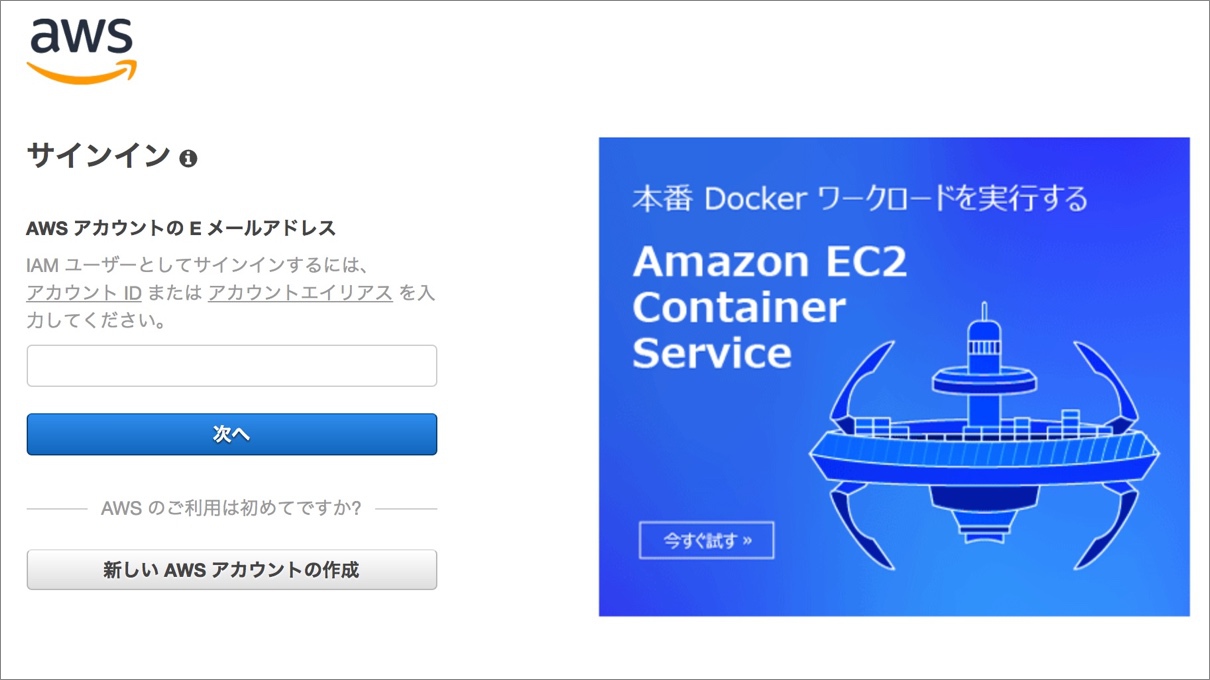 aws
サインイン
AWS アカウントの E メールアドレス
IAM ユーザーとしてサインインするには、
アカウント ID または アカウントエイリアス を入
力してください。
次へ
AWS のご利用は初めてですか?
新しい AWS アカウントの作成
本番 Docker ワークロードを実行する
Amazon EC2
Container
Service
今すぐ試す »